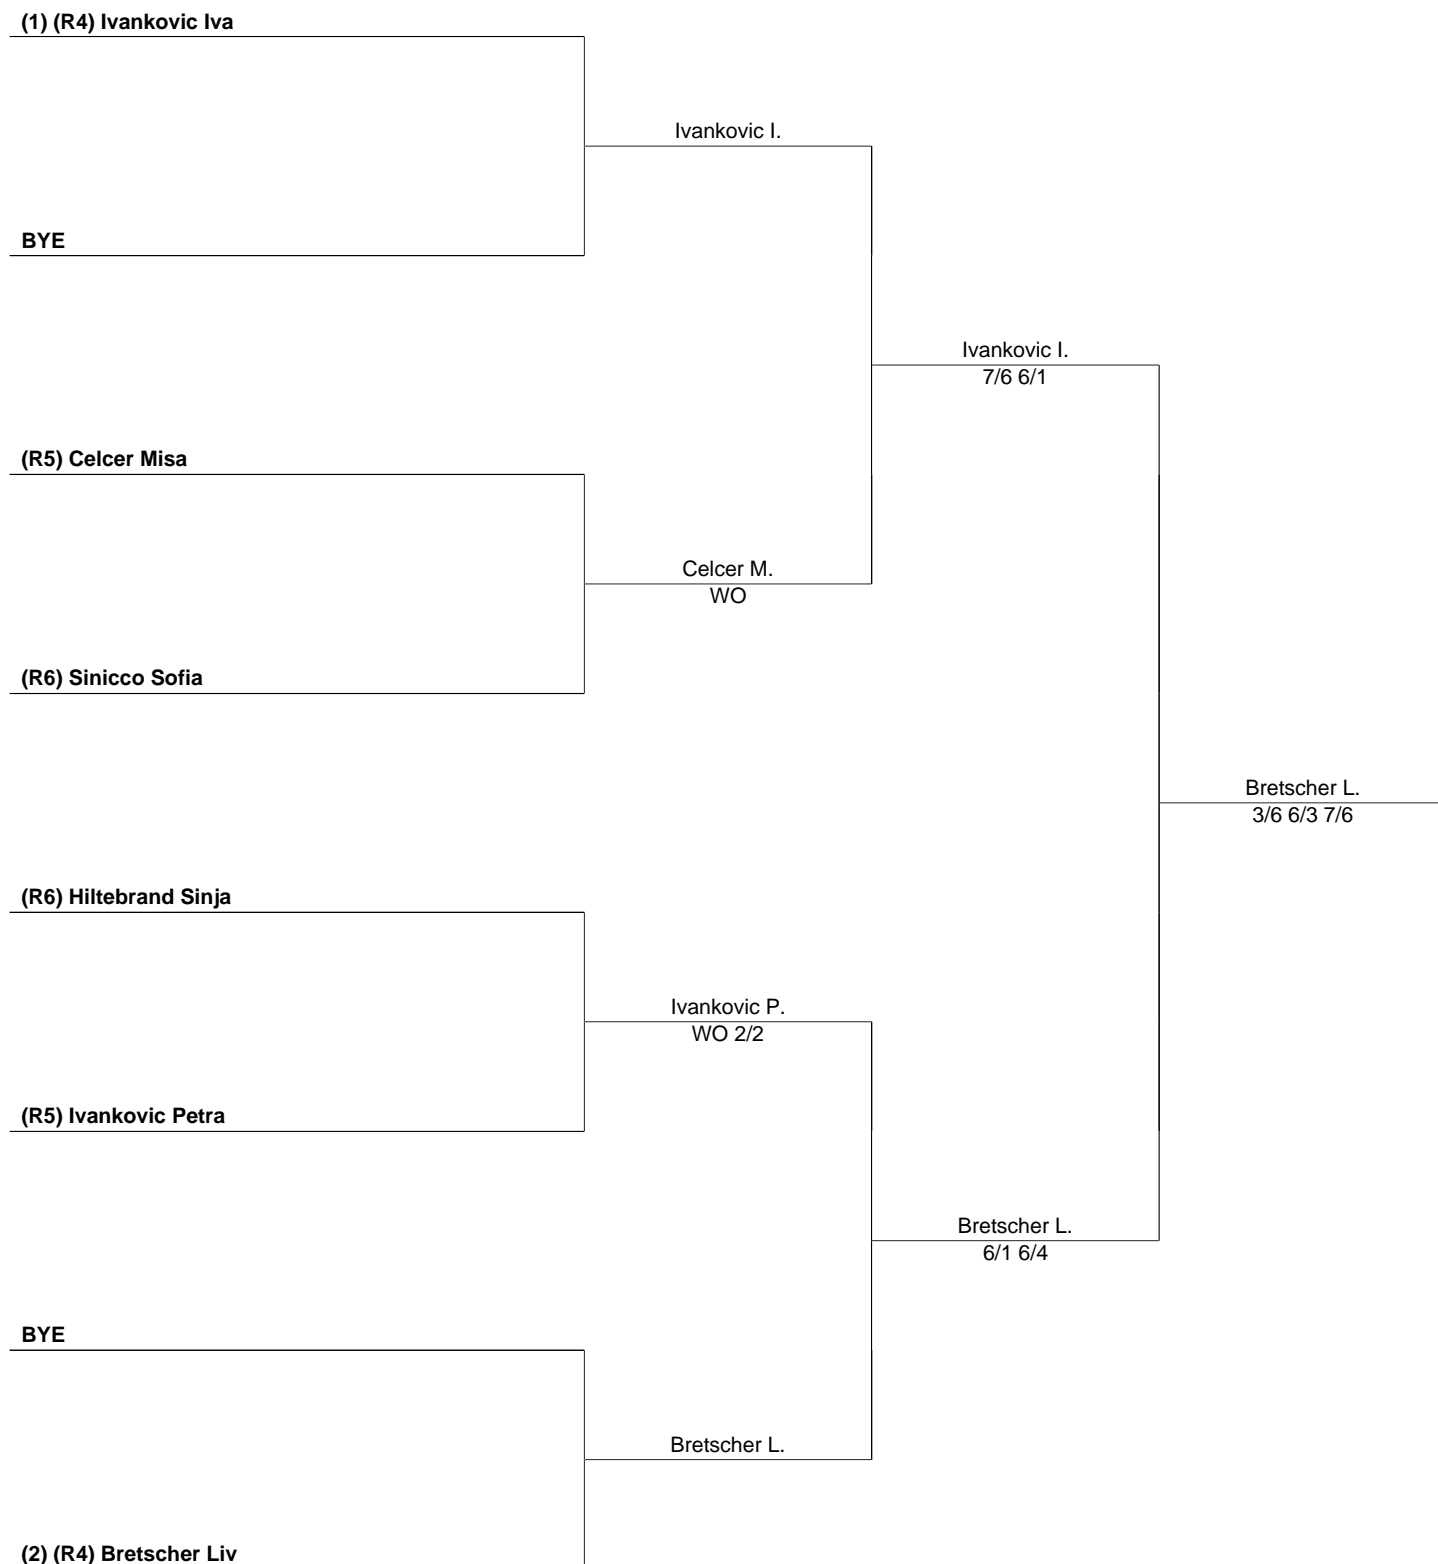 (1) (R4) Ivankovic Iva
Ivankovic I.
BYE
Ivankovic I.
7/6 6/1
(R5) Celcer Misa
Celcer M.
WO
(R6) Sinicco Sofia
Bretscher L.
3/6 6/3 7/6
(R6) Hiltebrand Sinja
Ivankovic P.
WO 2/2
(R5) Ivankovic Petra
Bretscher L.
6/1 6/4
BYE
Bretscher L.
(2) (R4) Bretscher Liv